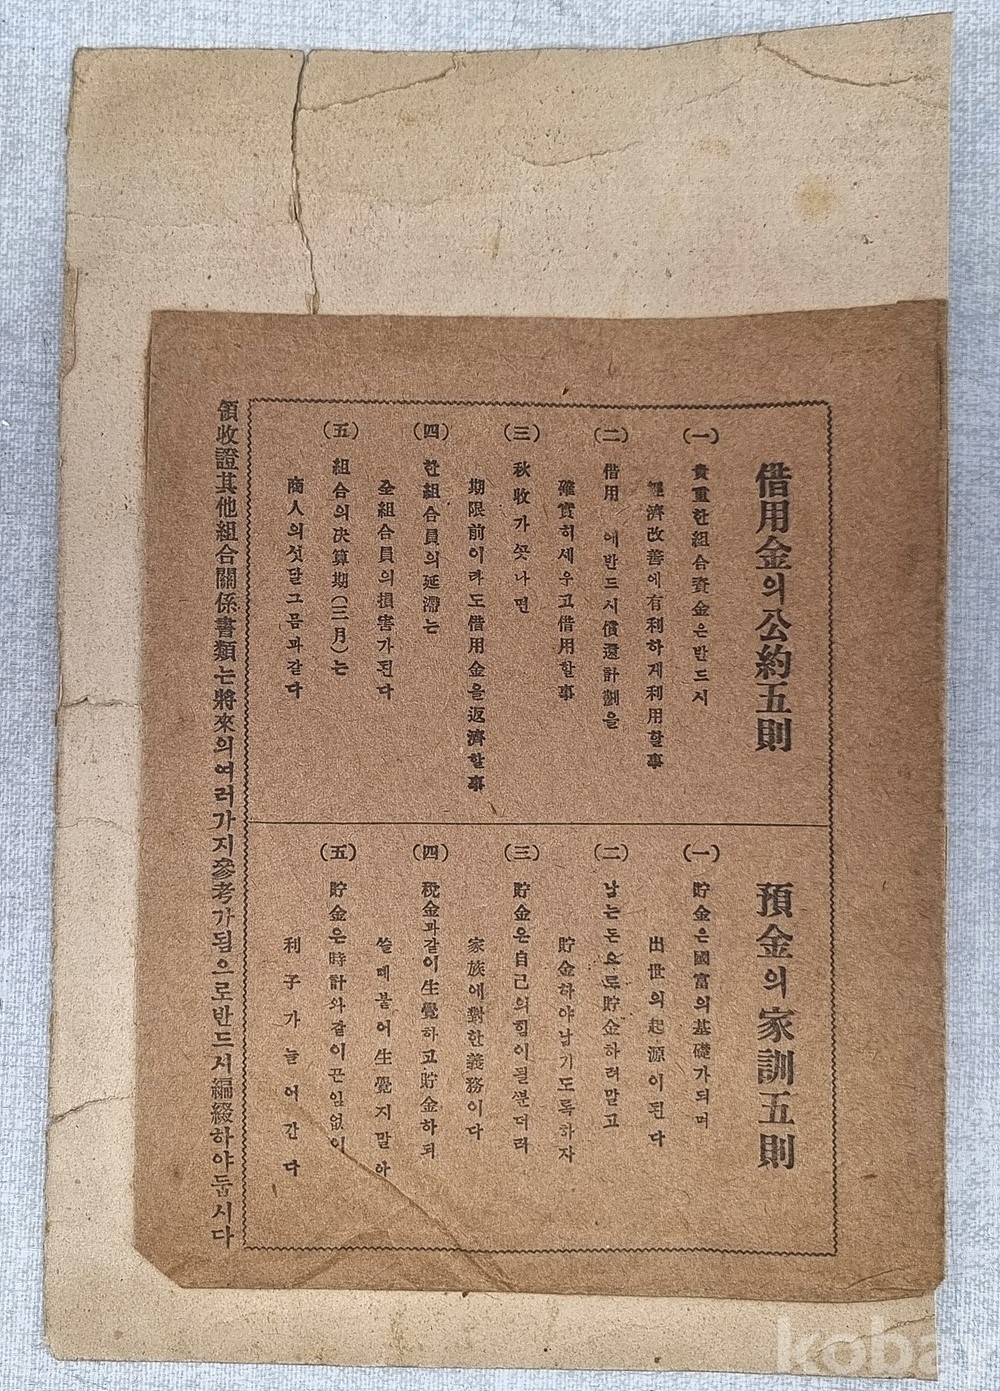 借用金의公約五則
(一) 貴重한組合資金은반드시
經濟改善에有利하게利用할事
(二) 借用 에반드시償還計劃을
確實히세우고借用할事
(三) 秋收가끗나면
期限前이라도借用金을返濟할事
(四) 한組合員의延滯는
全組合員의損害가된다
(五) 組合의決算期(三月)는
商人의섯달그믐과갈다
預金의家訓五則
(一) 貯金은國富의基礎가되며
出世의起源이된다
(二) 남는돈으로貯金하려말고
貯金하야남기도록하자
(三) 貯金은自己의힘이될뿐더러
家族에對한義務이다
(四) 稅金과갈이生覺하고貯金하되
쓸때붙어生覺지말아
(五) 貯金은時計와갈이끈임없이
利子가늘어간다
領收證其他組合關係書類는將來의여러가지參考가됨으로반드시編綴하야둡시다
kobay